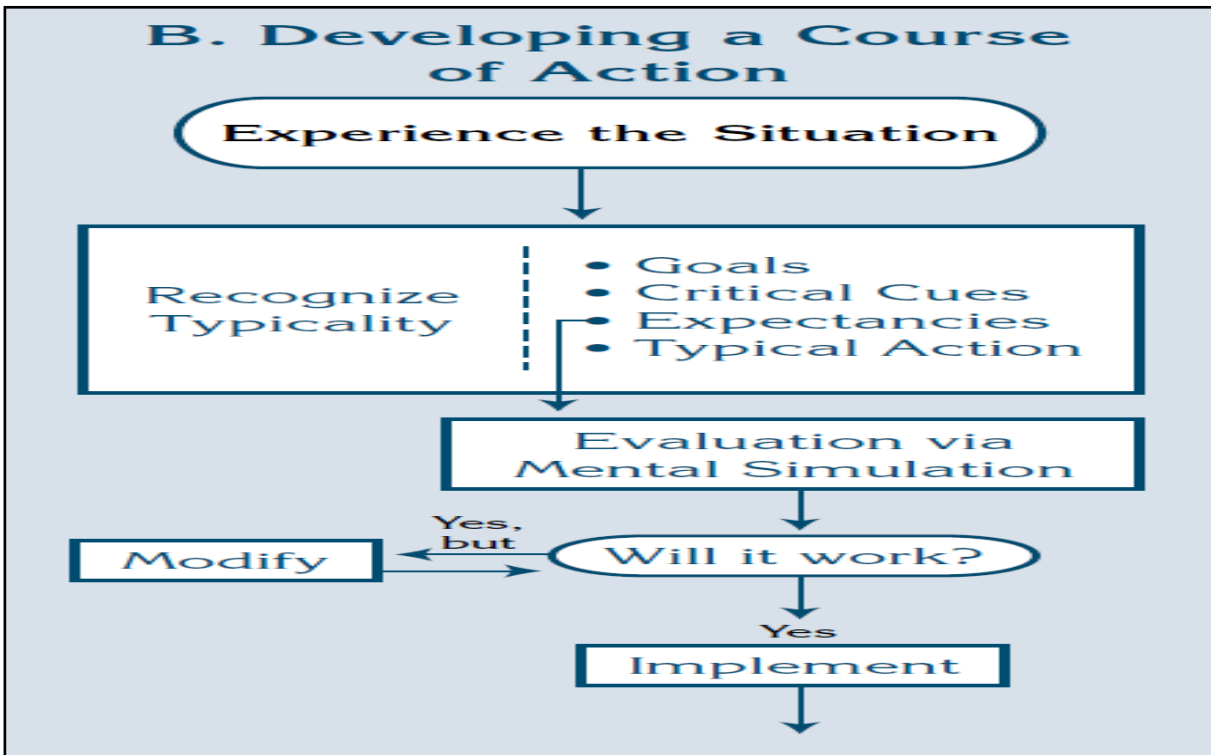 B. Developing a Course
of Action
Experience the Situation
Recognize
Typicality
• Goals
• Critical Cues
• Expectancies
• Typical Action
Evaluation via
Mental Simulation
Yes,
but
Modify
Will it work?
Yes
Implement